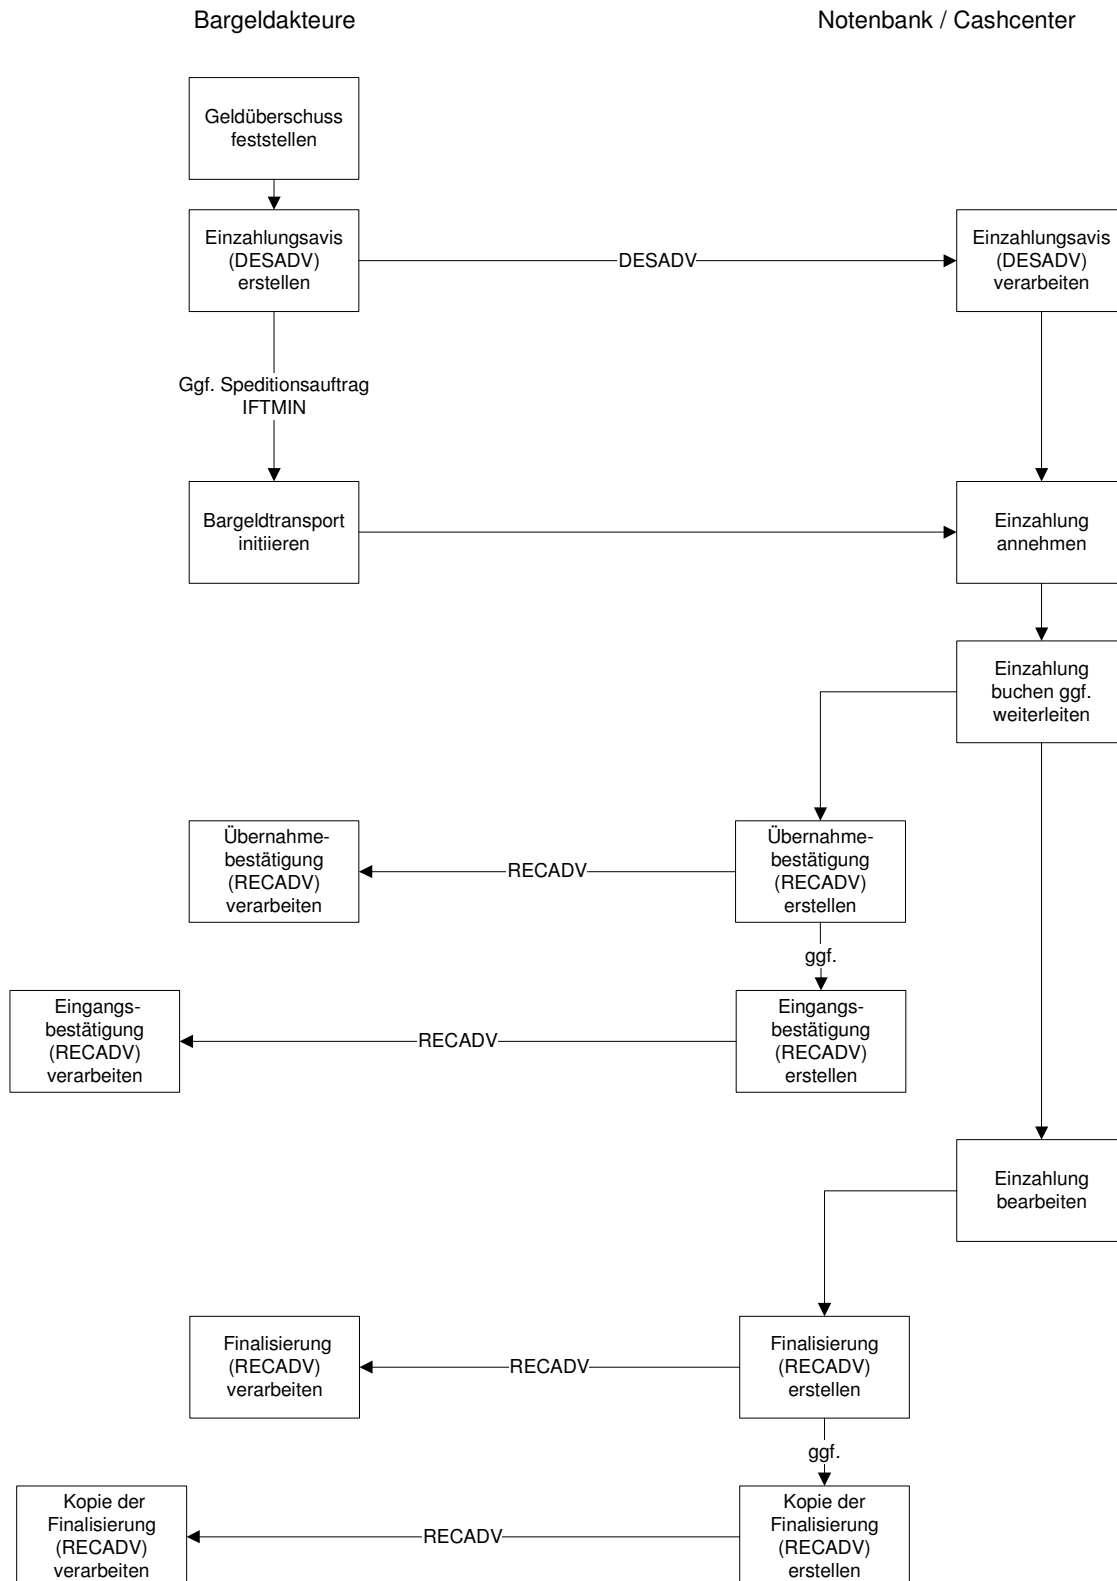 Bargeldakteure
Notenbank / Cashcenter
Geldüberschuss
feststellen
Einzahlungsavis
(DESADV)
erstellen
DESADV
Einzahlungsavis
(DESADV)
verarbeiten
Ggf. Speditionsauftrag
IFTMIN
Bargeldtransport
initiieren
Einzahlung
annehmen
Einzahlung
buchen ggf.
weiterleiten
Übernahme-
bestätigung
(RECADV)
verarbeiten
RECADV
Übernahme-
bestätigung
(RECADV)
erstellen
ggf.
Eingangs-
bestätigung
(RECADV)
verarbeiten
RECADV
Eingangs-
bestätigung
(RECADV)
erstellen
Einzahlung
bearbeiten
Finalisierung
(RECADV)
verarbeiten
RECADV
Finalisierung
(RECADV)
erstellen
ggf.
Kopie der
Finalisierung
(RECADV)
verarbeiten
RECADV
Kopie der
Finalisierung
(RECADV)
erstellen